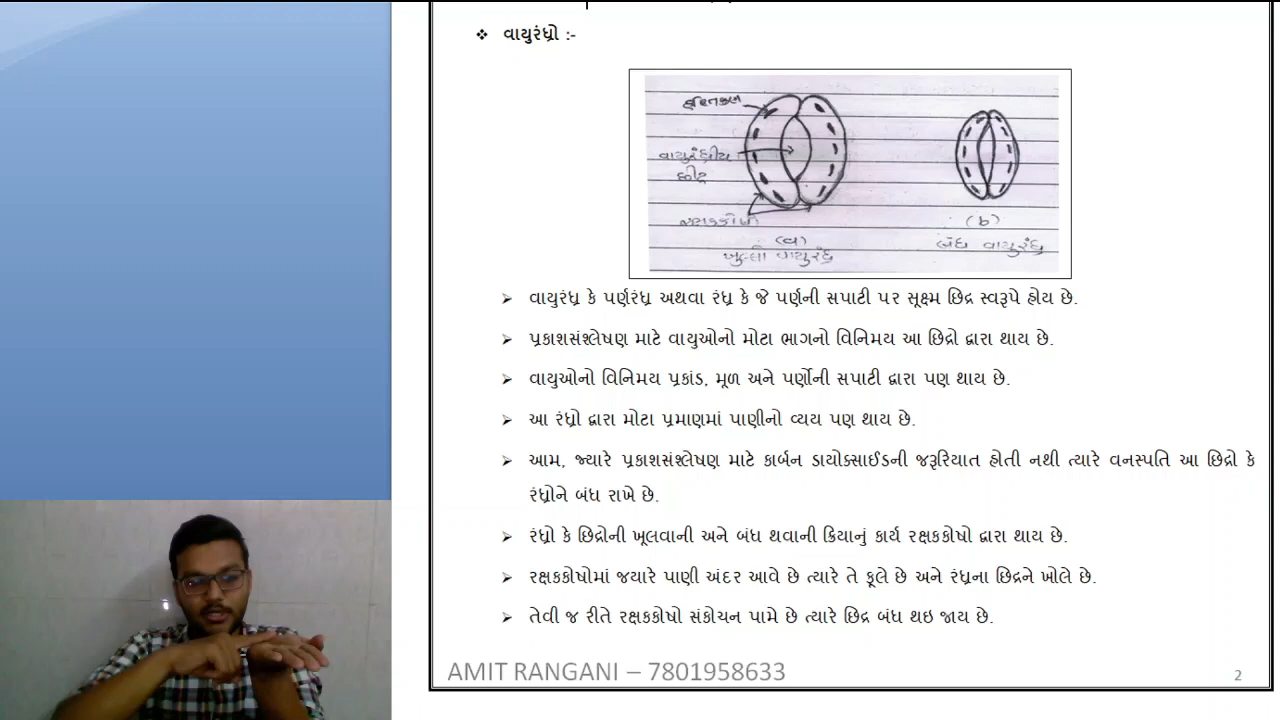 ❖ વાયુરંધ્રો :-
હરિતકણ
વાયુરંધ્રીય
છીદ્ર
રક્ષકકોષો
(a)
ખુલ્લો વાયુરંધ્ર
(b)
બંધ વાયુરંધ્ર
➢ વાયુરંધ્ર કે પર્ણરંધ્ર અથવા રંધ્ર કે જે પર્ણની સપાટી પર સૂક્ષ્મ છિદ્ર સ્વરૂપે હોય છે.
➢ પ્રકાશસંશ્લેષણ માટે વાયુઓનો મોટા ભાગનો વિનિમય આ છિદ્રો દ્વારા થાય છે.
➢ વાયુઓનો વિનિમય પ્રકાંડ, મૂળ અને પર્ણોની સપાટી દ્વારા પણ થાય છે.
➢ આ રંધ્રો દ્વારા મોટા પ્રમાણમાં પાણીનો વ્યય પણ થાય છે.
➢ આમ, જ્યારે પ્રકાશસંશ્લેષણ માટે કાર્બન ડાયોક્સાઈડની જરૂરિયાત હોતી નથી ત્યારે વનસ્પતિ આ છિદ્રો કે
રંધ્રોને બંધ રાખે છે.
➢ રંધ્રો કે છિદ્રોની ખૂલવાની અને બંધ થવાની ક્રિયાનું કાર્ય રક્ષકકોષો દ્વારા થાય છે.
➢ રક્ષકકોષોમાં જયારે પાણી અંદર આવે છે ત્યારે તે ફૂલે છે અને રંધ્રના છિદ્રને ખોલે છે.
➢ તેવી જ રીતે રક્ષકકોષો સંકોચન પામે છે ત્યારે છિદ્ર બંધ થઇ જાય છે.
AMIT RANGANI – 7801958633
2